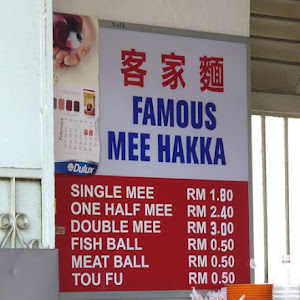 客家麵
FAMOUS
MEE HAKKA
SINGLE MEE RM 1.80
ONE HALF MEE RM 2.40
DOUBLE MEE RM 3.00
FISH BALL RM 0.50
MEAT BALL RM 0.50
TOU FU RM 0.50
February
Dulux